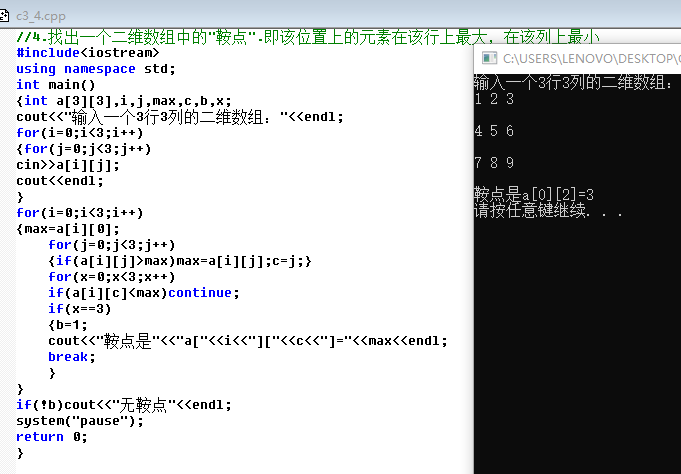 c3_4.cpp
//4.找出一个二维数组中的"鞍点".即该位置上的元素在该行上最大, 在该列上最小
#include<iostream>
using namespace std;
int main()
{int a[3][3],i,j,max,c,b,x;
cout<<"输入一个3行3列的二维数组: "<<endl;
for(i=0;i<3;i++)
{for(j=0;j<3;j++)
cin>>a[i][j];
cout<<endl;
}
for(i=0;i<3;i++)
{max=a[i][0];
for(j=0;j<3;j++)
{if(a[i][j]>max)max=a[i][j];c=j;}
for(x=0;x<3;x++)
if(a[i][c]<max)continue;
if(x==3)
{b=1;
cout<<"鞍点是"<<"a["<<i<<"]["<<c<<"]="<<max<<endl;
break;
}
}
if(!b)cout<<"无鞍点"<<endl;
system("pause");
return 0;
}
C:\USERS\LENOVO\DESKTOP\
输入一个3行3列的二维数组:
1 2 3
4 5 6
7 8 9
鞍点是a[0][2]=3
请按任意键继续. . .